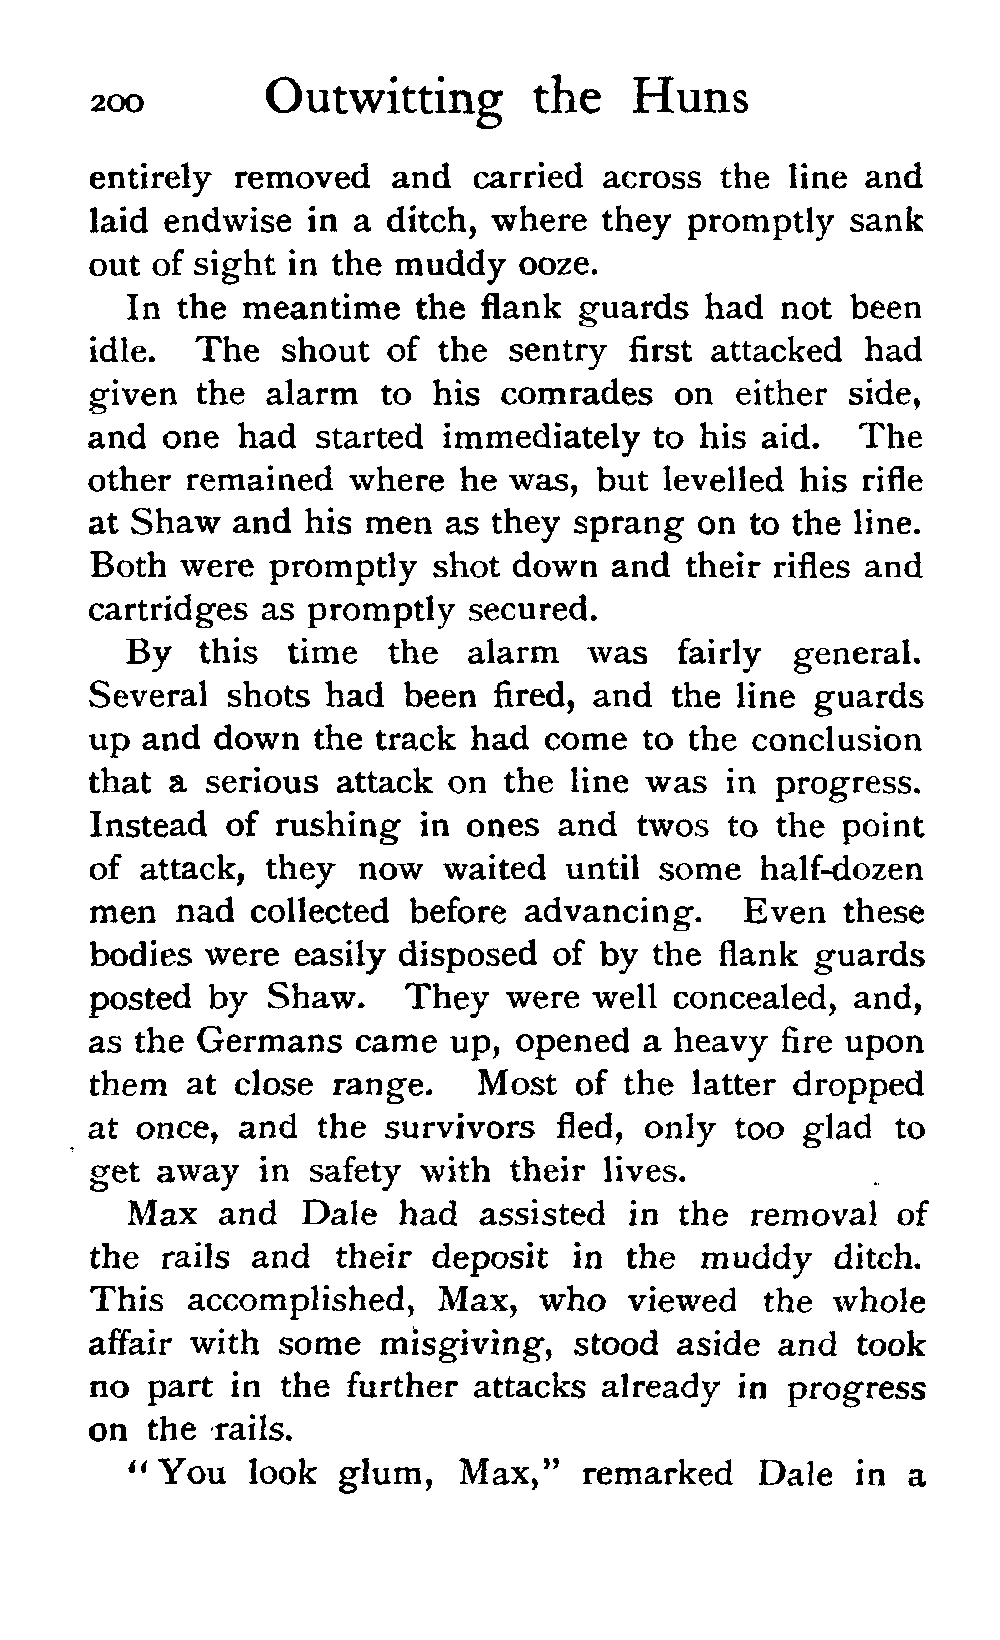 200 Outwitting the Huns
entirely removed and carried across the line and
laid endwise in a ditch, where they promptly sank
out of sight in the muddy ooze.
In the meantime the flank guards had not been
idle. The shout of the sentry first attacked had
given the alarm to his comrades on either side,
and one had started immediately to his aid. The
other remained where he was, but levelled his rifle
at Shaw and his men as they sprang on to the line.
Both were promptly shot down and their rifles and
cartridges as promptly secured.
By this time the alarm was fairly general.
Several shots had been fired, and the line guards
up and down the track had come to the conclusion
that a serious attack on the line was in progress.
Instead of rushing in ones and twos to the point
of attack, they now waited until some half-dozen
men nad collected before advancing. Even these
bodies were easily disposed of by the flank guards
posted by Shaw. They were well concealed, and,
as the Germans came up, opened a heavy fire upon
them at close range. Most of the latter dropped
at once, and the survivors fled, only too glad to
get away in safety with their lives.
Max and Dale had assisted in the removal of
the rails and their deposit in the muddy ditch.
This accomplished, Max, who viewed the whole
affair with some misgiving, stood aside and took
no part in the further attacks already in progress
on the rails.
"You look glum, Max," remarked Dale in a